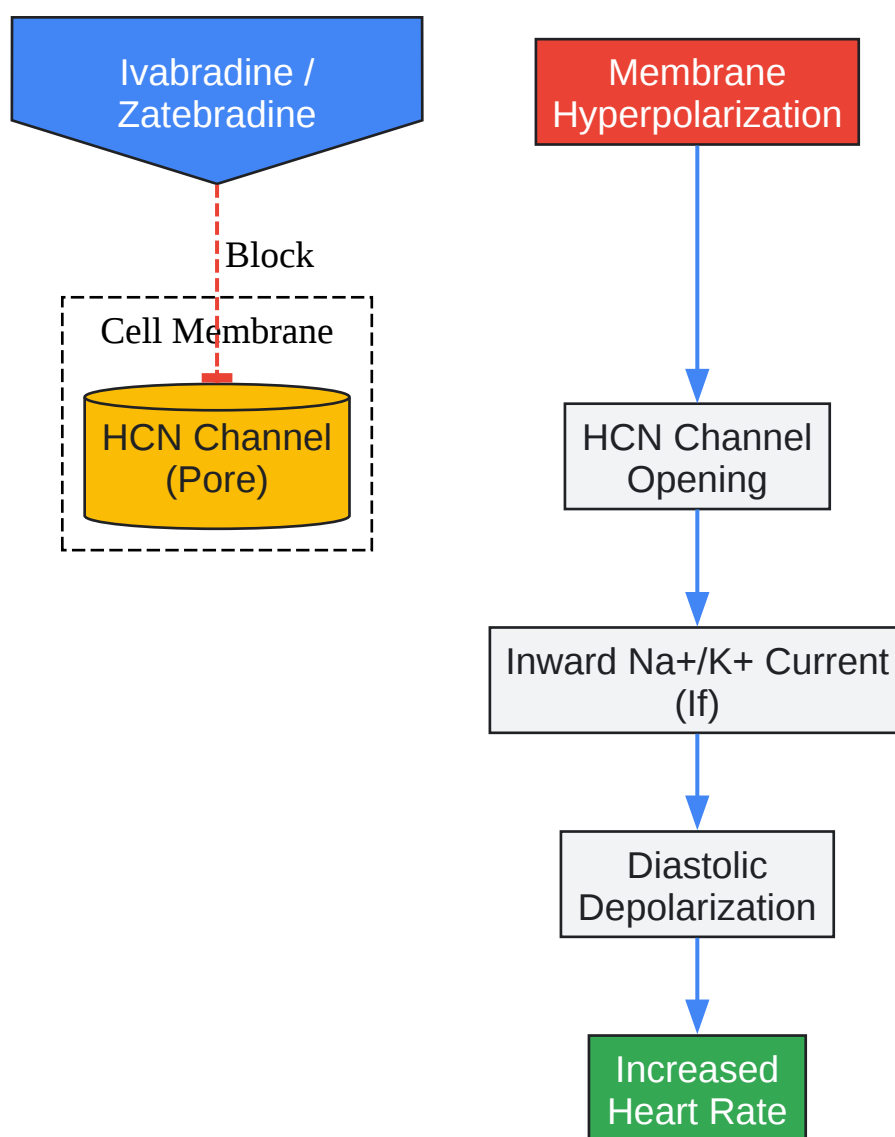 Ivabradine /
Zatebradine
Block
Cell Membrane
HCN Channel
(Pore)
Membrane
Hyperpolarization
HCN Channel
Opening
Inward Na+/K+ Current
(If)
Diastolic
Depolarization
Increased
Heart Rate